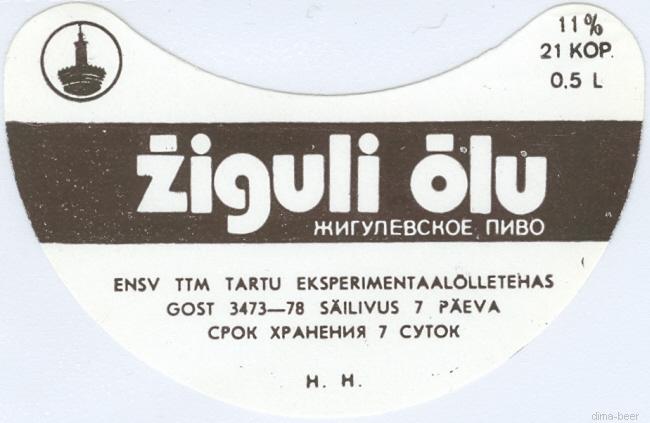 11%
21 KOP.
0.5 L
žiguli õlu
ЖИГУЛЕВСКОЕ ПИВО
ENSV TTM TARTU EKSPERIMENTAALÕLLETEHAS
GOST 3473—78 SÄILIVUS 7 PÄEVA
СРОК ХРАНЕНИЯ 7 СУТОК
H. H.
dima-beer